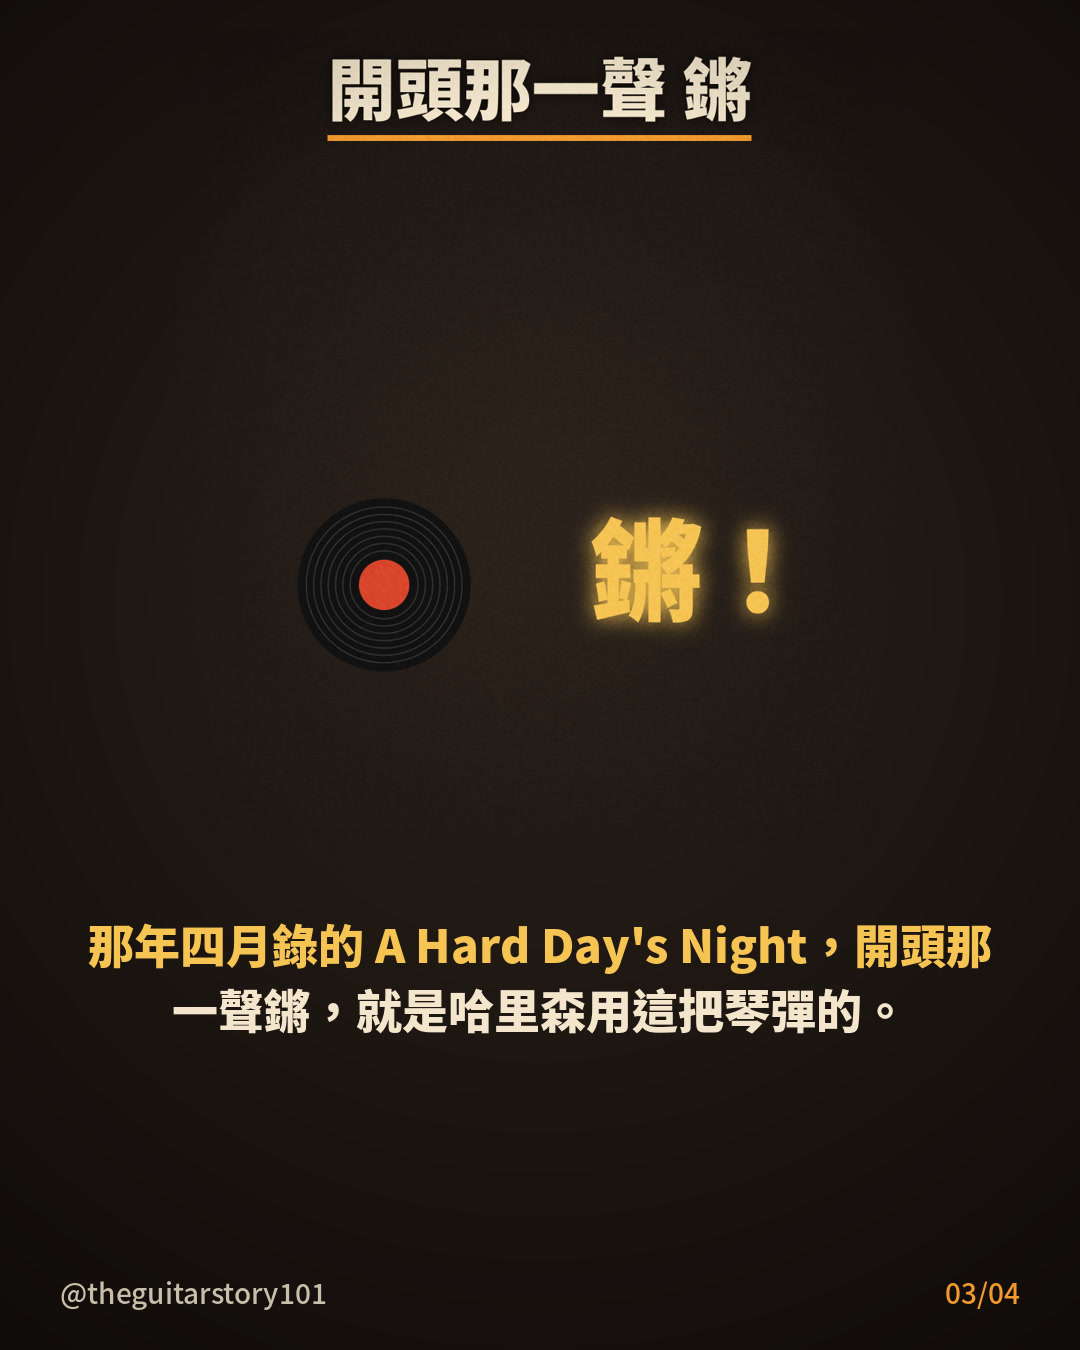 開頭那一聲 鏘
鏘！
那年四月錄的 A Hard Day's Night，開頭那
一聲鏘，就是哈里森用這把琴彈的。
@theguitarstory101
03/04